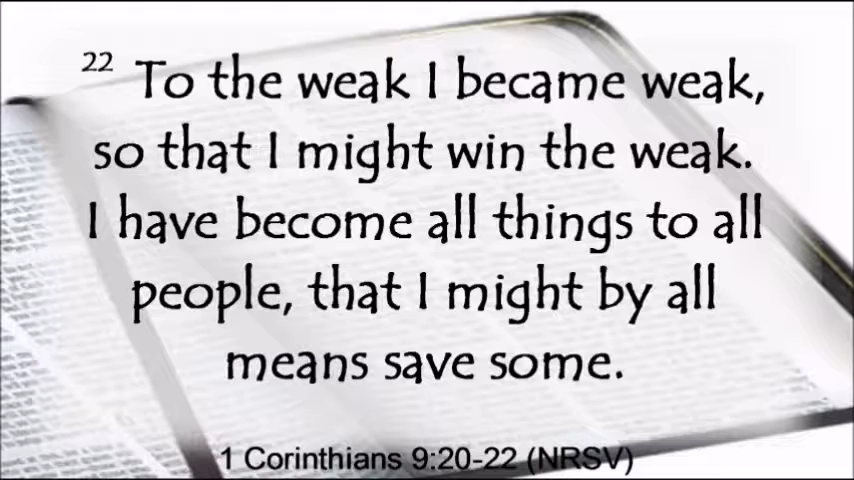 22 To the weak I became weak,
so that I might win the weak.
I have become all things to all
people, that I might by all
means save some.
1 Corinthians 9:20-22 (NRSV)